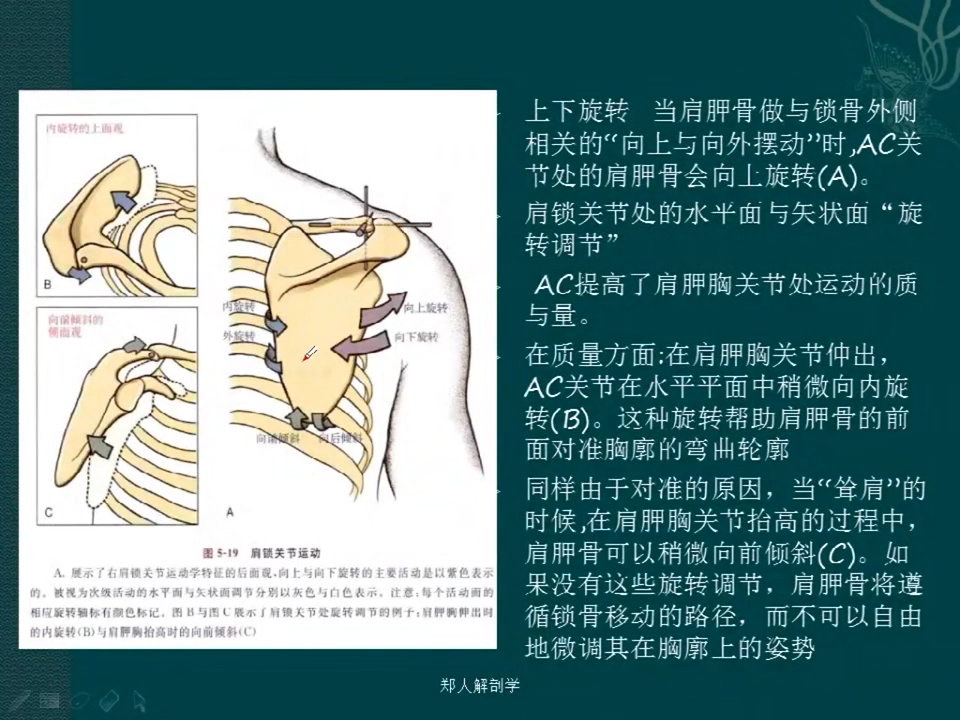 内旋转的上面观
B
向前倾斜的
侧面观
C
内旋转
外旋转
向上旋转
向下旋转
向前倾斜
向后倾斜
A
图 5-19 肩锁关节运动
A. 展示了右肩锁关节运动学特征的后面观,向上与向下旋转的主要活动是以紫色表示
的。被视为次级活动的水平面与矢状面调节分别以灰色与白色表示。注意:每个活动面的
相应旋转轴标有颜色标记。图 B 与图 C 展示了肩锁关节处旋转调节的例子:肩胛胸伸出时
的内旋转(B)与肩胛胸抬高时的向前倾斜(C)
上下旋转 当肩胛骨做与锁骨外侧
相关的“向上与向外摆动”时,AC关
节处的肩胛骨会向上旋转(A)。
肩锁关节处的水平面与矢状面“旋
转调节”
AC提高了肩胛胸关节处运动的质
与量。
在质量方面;在肩胛胸关节伸出，
AC关节在水平平面中稍微向内旋
转(B)。这种旋转帮助肩胛骨的前
面对准胸廓的弯曲轮廓
同样由于对准的原因，当“耸肩”的
时候,在肩胛胸关节抬高的过程中，
肩胛骨可以稍微向前倾斜(C)。如
果没有这些旋转调节，肩胛骨将遵
循锁骨移动的路径，而不可以自由
地微调其在胸廓上的姿势
郑人解剖学